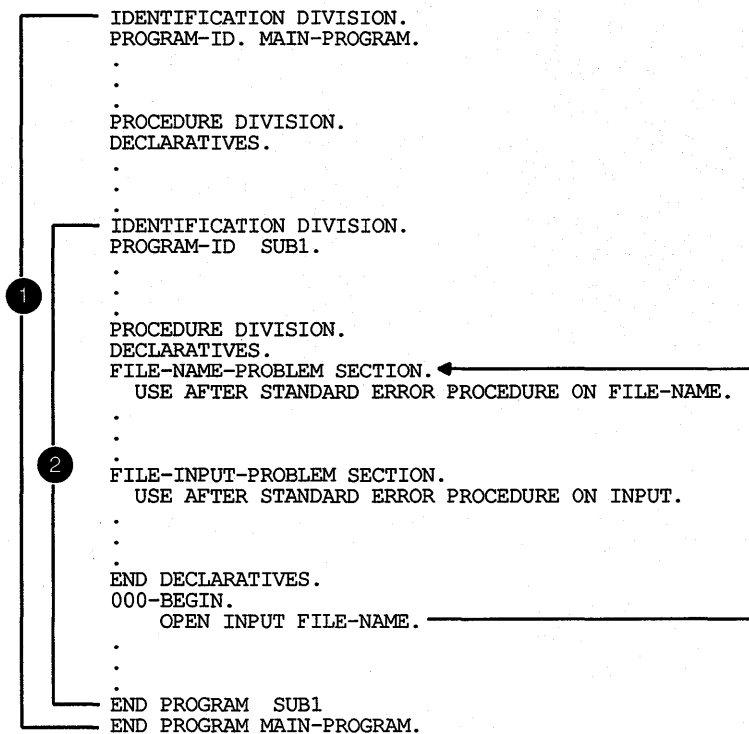 IDENTIFICATION DIVISION.
PROGRAM-ID. MAIN-PROGRAM.
.
.
.
PROCEDURE DIVISION.
DECLARATIVES.
.
.
.
IDENTIFICATION DIVISION.
PROGRAM-ID SUB1.
.
1
.
.
PROCEDURE DIVISION.
DECLARATIVES.
FILE-NAME-PROBLEM SECTION.
USE AFTER STANDARD ERROR PROCEDURE ON FILE-NAME.
.
.
.
2
FILE-INPUT-PROBLEM SECTION.
USE AFTER STANDARD ERROR PROCEDURE ON INPUT.
.
.
.
END DECLARATIVES.
000-BEGIN.
OPEN INPUT FILE-NAME.
.
.
.
END PROGRAM SUB1
END PROGRAM MAIN-PROGRAM.